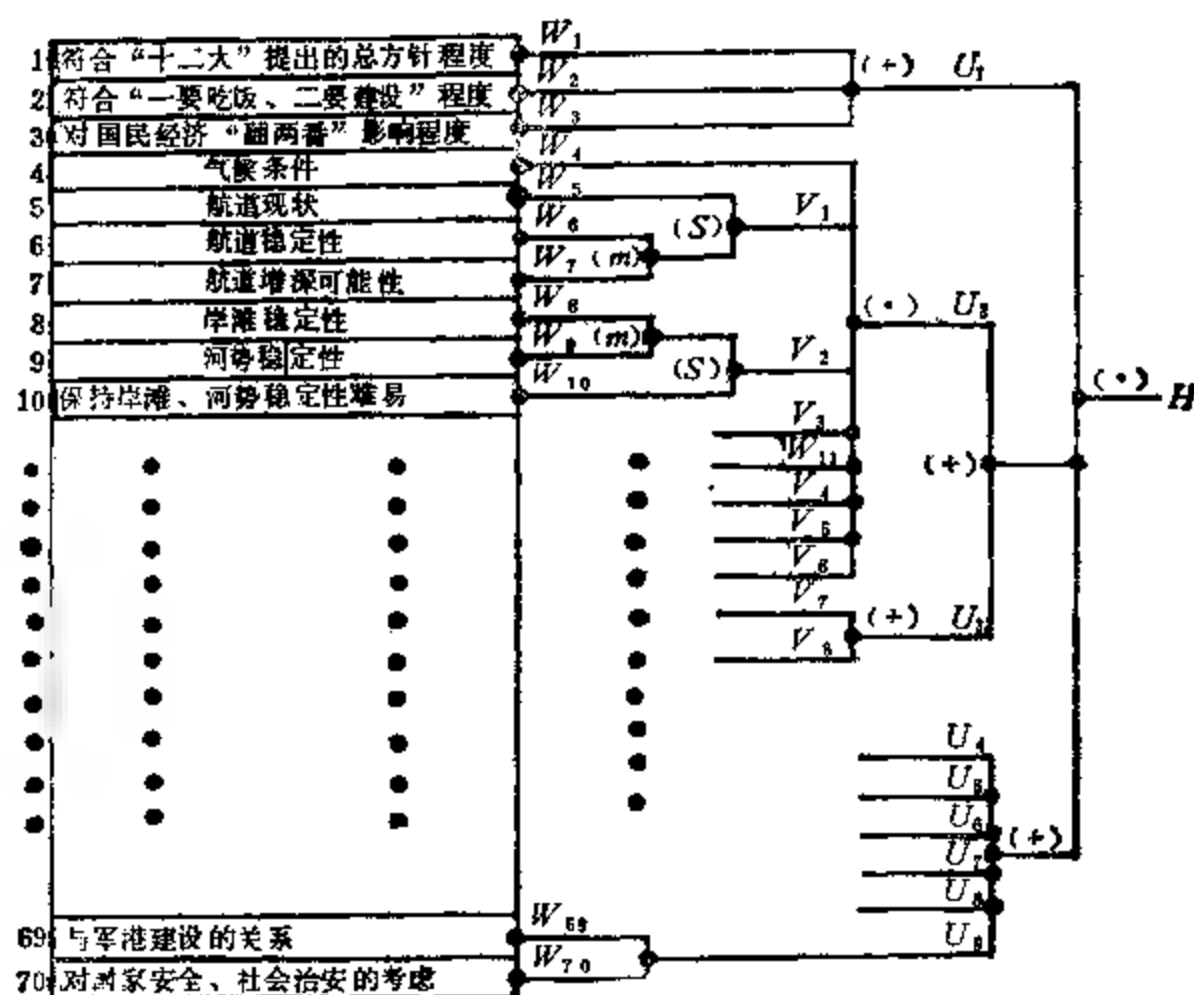 1 符合“十二大”提出的总方针程度 W₁
(+) U₁
2 符合“一要吃饭、二要建设”程度 W₂
3 对国民经济“翻两番”影响程度 W₃
4 气候条件 W₄
5 航道现状 W₅
(S) V₁
6 航道稳定性 W₆
7 航道增深可能性 W₇ (m)
8 岸滩稳定性 W₈
(•) U₂
9 河势稳定性 W₉ (m)
(S) V₂
10 保持岸滩、河势稳定性难易 W₁₀
(•) H
V₃
W₁₁
(+)
V₄
V₅
V₆
V₇
(+) U₃
V₈
U₄
U₅
U₆
(+)
U₇
U₈
U₉
69 与军港建设的关系 W₆₉
70 对国家安全、社会治安的考虑 W₇₀